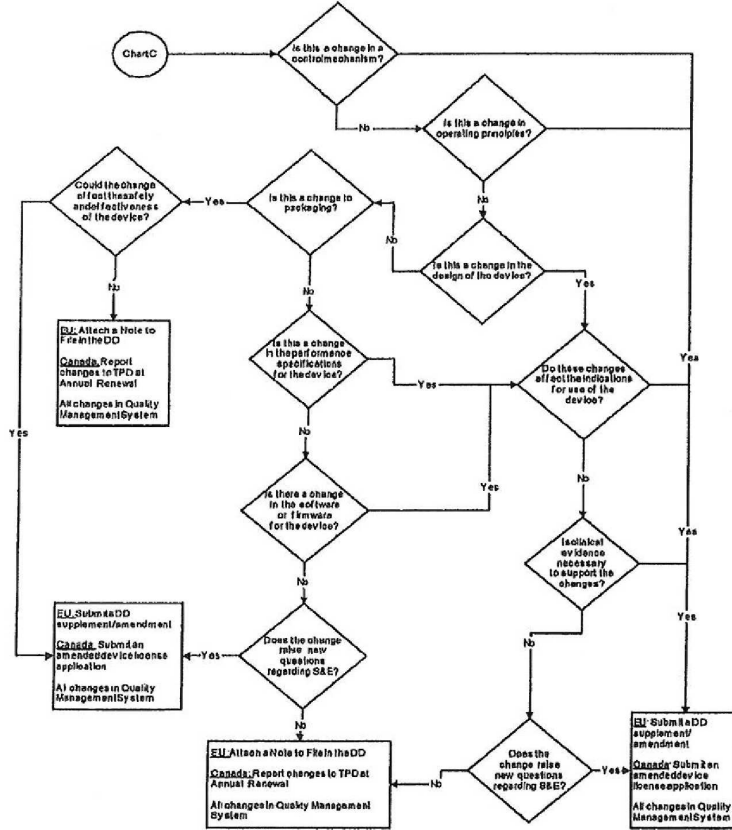 ChartC
Is this a change in a
controlmechanism?
No
Is this a change in
operating principles?
No
Could the change
affect the safety
and effectiveness
of the device?
Yes
Is this a change to
packaging?
No
Is this a change in the
design of the device?
Yes
No
No
EU: Attach a Note to
File in the DD
Canada: Report
changes to TPD at
Annual Renewal
All changes in Quality
Management System
Is this a change
in the performance
specifications
for the device?
Yes
Do these changes
affect the indications
for use of the
device?
Yes
Yes
No
No
Yes
Is there a change
in the software
or firmware
for the device?
Is clinical
evidence
necessary
to support the
changes?
Yes
No
No
Yes
EU: Submit a DD
supplement/amendment
Canada: Submit an
amended device license
application
All changes in Quality
Management System
Yes
Does the change
raise new
questions
regarding S&E?
No
EU: Attach a Note to File in the DD
Canada: Report changes to TPD at
Annual Renewal
All changes in Quality Management
System
No
Does the
change raise
new questions
regarding S&E?
Yes
EU: Submit a DD
supplement/
amendment
Canada: Submit an
amended device
license application
All changes in Quality
Management System